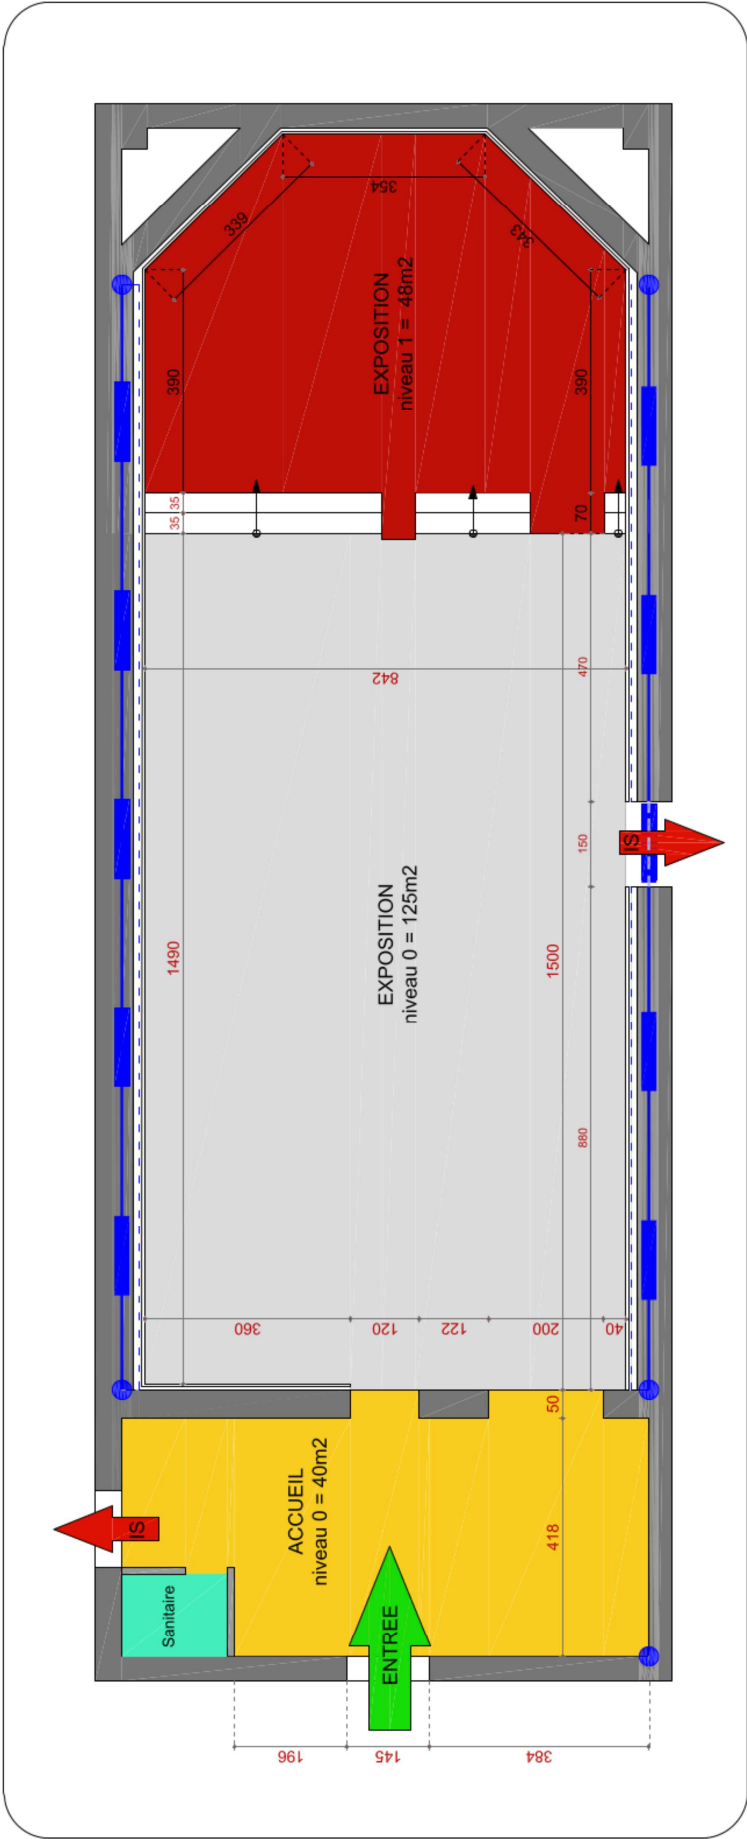 354
339
343
EXPOSITION
niveau 1 = 48m2
390
390
35
35
70
842
470
EXPOSITION
niveau 0 = 125m2
150
IS
1490
1500
880
360
120
122
200
40
50
ACCUEIL
niveau 0 = 40m2
418
IS
Sanitaire
ENTREE
196
145
384